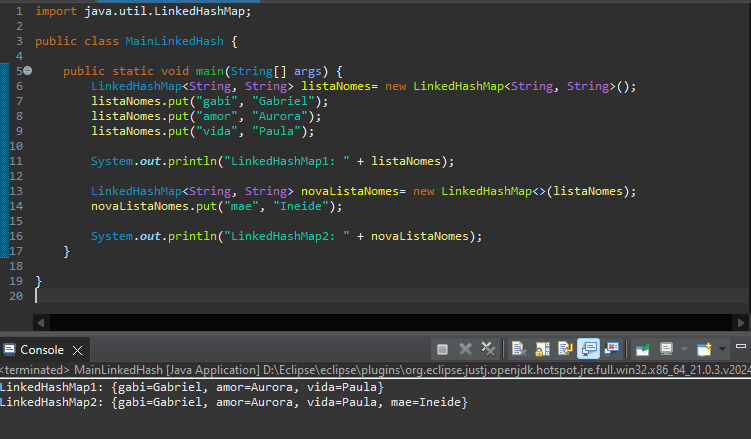 1 import java.util.LinkedHashMap;
2
3 public class MainLinkedHash {
4
5 public static void main(String[] args) {
6 LinkedHashMap<String, String> listaNomes= new LinkedHashMap<String, String>();
7 listaNomes.put("gabi", "Gabriel");
8 listaNomes.put("amor", "Aurora");
9 listaNomes.put("vida", "Paula");
10
11 System.out.println("LinkedHashMap1: " + listaNomes);
12
13 LinkedHashMap<String, String> novaListaNomes= new LinkedHashMap<>(listaNomes);
14 novaListaNomes.put("mae", "Ineide");
15
16 System.out.println("LinkedHashMap2: " + novaListaNomes);
17 }
18
19 }
20
Console
<terminated> MainLinkedHash [Java Application] D:\Eclipse\eclipse\plugins\org.eclipse.justj.openjdk.hotspot.jre.full.win32.x86_64_21.0.3.v2024
LinkedHashMap1: {gabi=Gabriel, amor=Aurora, vida=Paula}
LinkedHashMap2: {gabi=Gabriel, amor=Aurora, vida=Paula, mae=Ineide}